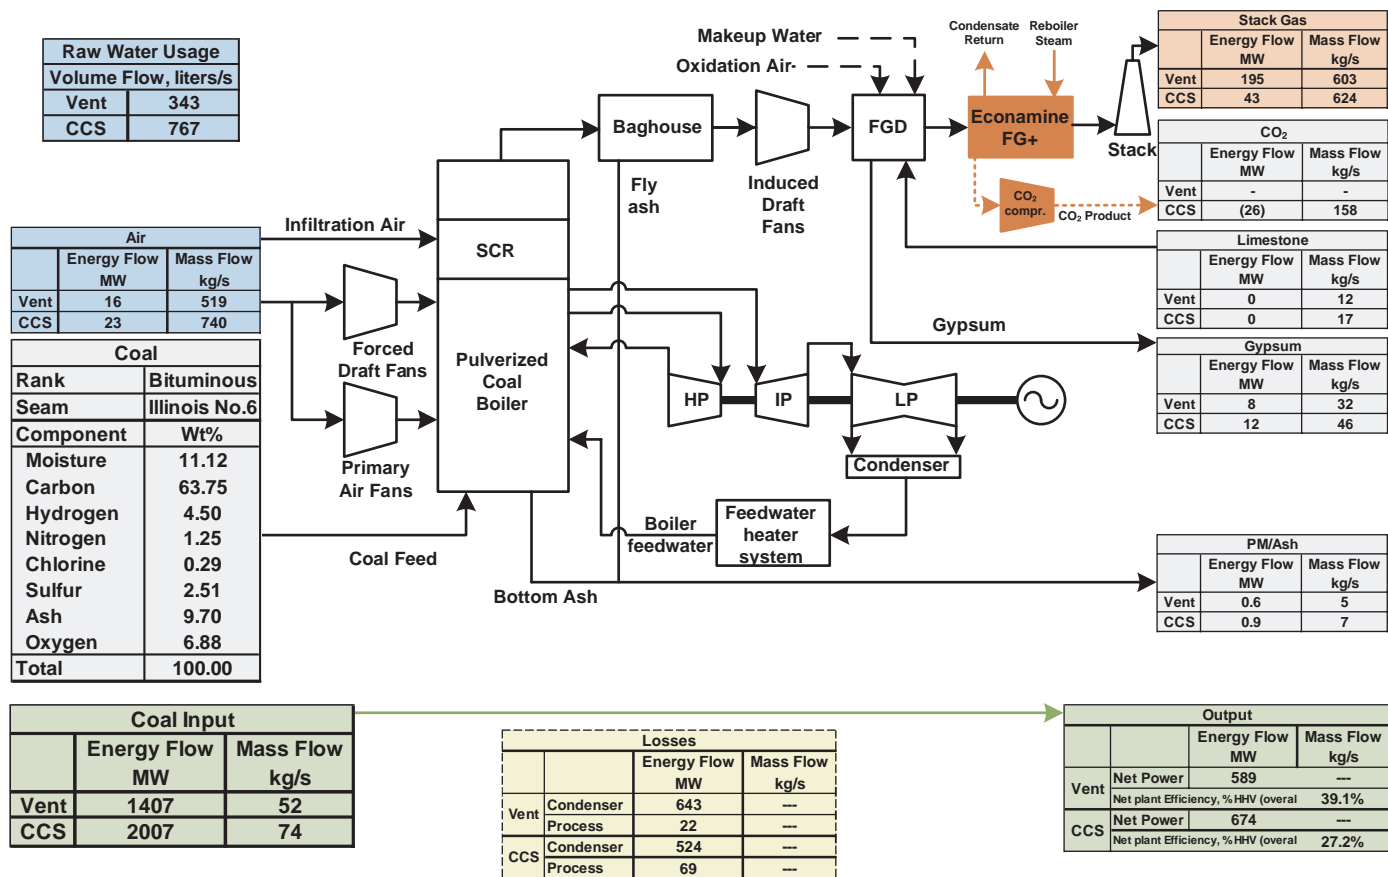 Raw Water Usage
Volume Flow, liters/s
Vent 343
CCS 767
Makeup Water
Oxidation Air
Condensate
Return
Reboiler
Steam
Stack Gas
Energy Flow Mass Flow
MW kg/s
Vent 195 603
CCS 43 624
Baghouse
FGD
Econamine
FG+
Stack
CO2
Energy Flow Mass Flow
MW kg/s
Vent - -
CCS (26) 158
Fly
ash
Induced
Draft
Fans
CO2
compr.
CO2 Product
Infiltration Air
SCR
Air
Energy Flow Mass Flow
MW kg/s
Vent 16 519
CCS 23 740
Limestone
Energy Flow Mass Flow
MW kg/s
Vent 0 12
CCS 0 17
Forced
Draft Fans
Pulverized
Coal
Boiler
Gypsum
Gypsum
Energy Flow Mass Flow
MW kg/s
Vent 8 32
CCS 12 46
HP
IP
LP
Coal
Rank Bituminous
Seam Illinois No.6
Component Wt%
Moisture 11.12
Carbon 63.75
Hydrogen 4.50
Nitrogen 1.25
Chlorine 0.29
Sulfur 2.51
Ash 9.70
Oxygen 6.88
Total 100.00
Primary
Air Fans
Condenser
Boiler
feedwater
Feedwater
heater
system
Coal Feed
Bottom Ash
PM/Ash
Energy Flow Mass Flow
MW kg/s
Vent 0.6 5
CCS 0.9 7
Coal Input
Energy Flow Mass Flow
MW kg/s
Vent 1407 52
CCS 2007 74
Losses
Energy Flow Mass Flow
MW kg/s
Vent Condenser 643 ---
Process 22 ---
CCS Condenser 524 ---
Process 69 ---
Output
Energy Flow Mass Flow
MW kg/s
Vent Net Power 589 ---
Net plant Efficiency, %HHV (overal 39.1%
CCS Net Power 674 ---
Net plant Efficiency, %HHV (overal 27.2%